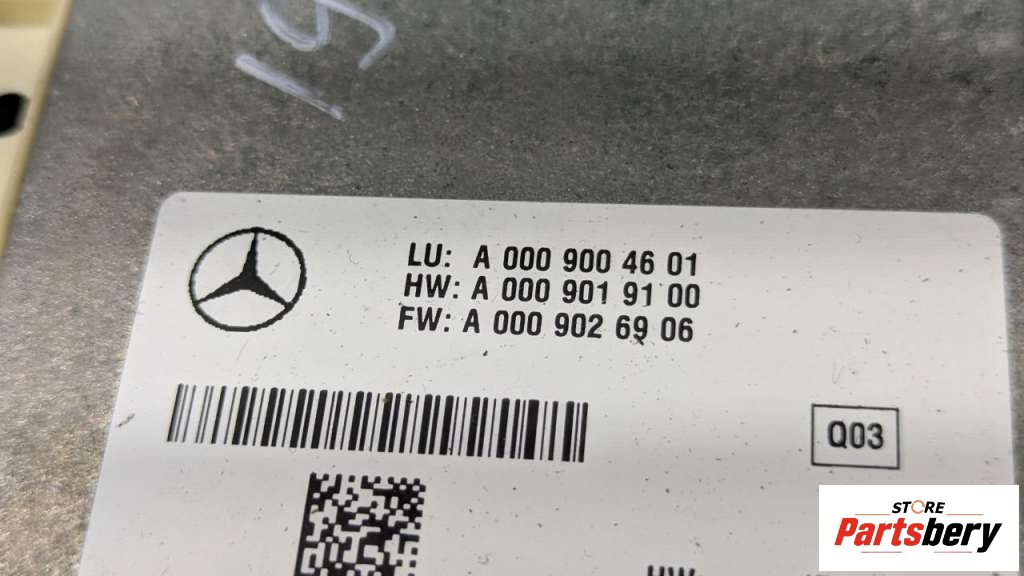 19
LU: A 000 900 46 01
HW: A 000 901 91 00
FW: A 000 902 69 06
Q03
HW
STORE
Partsbery